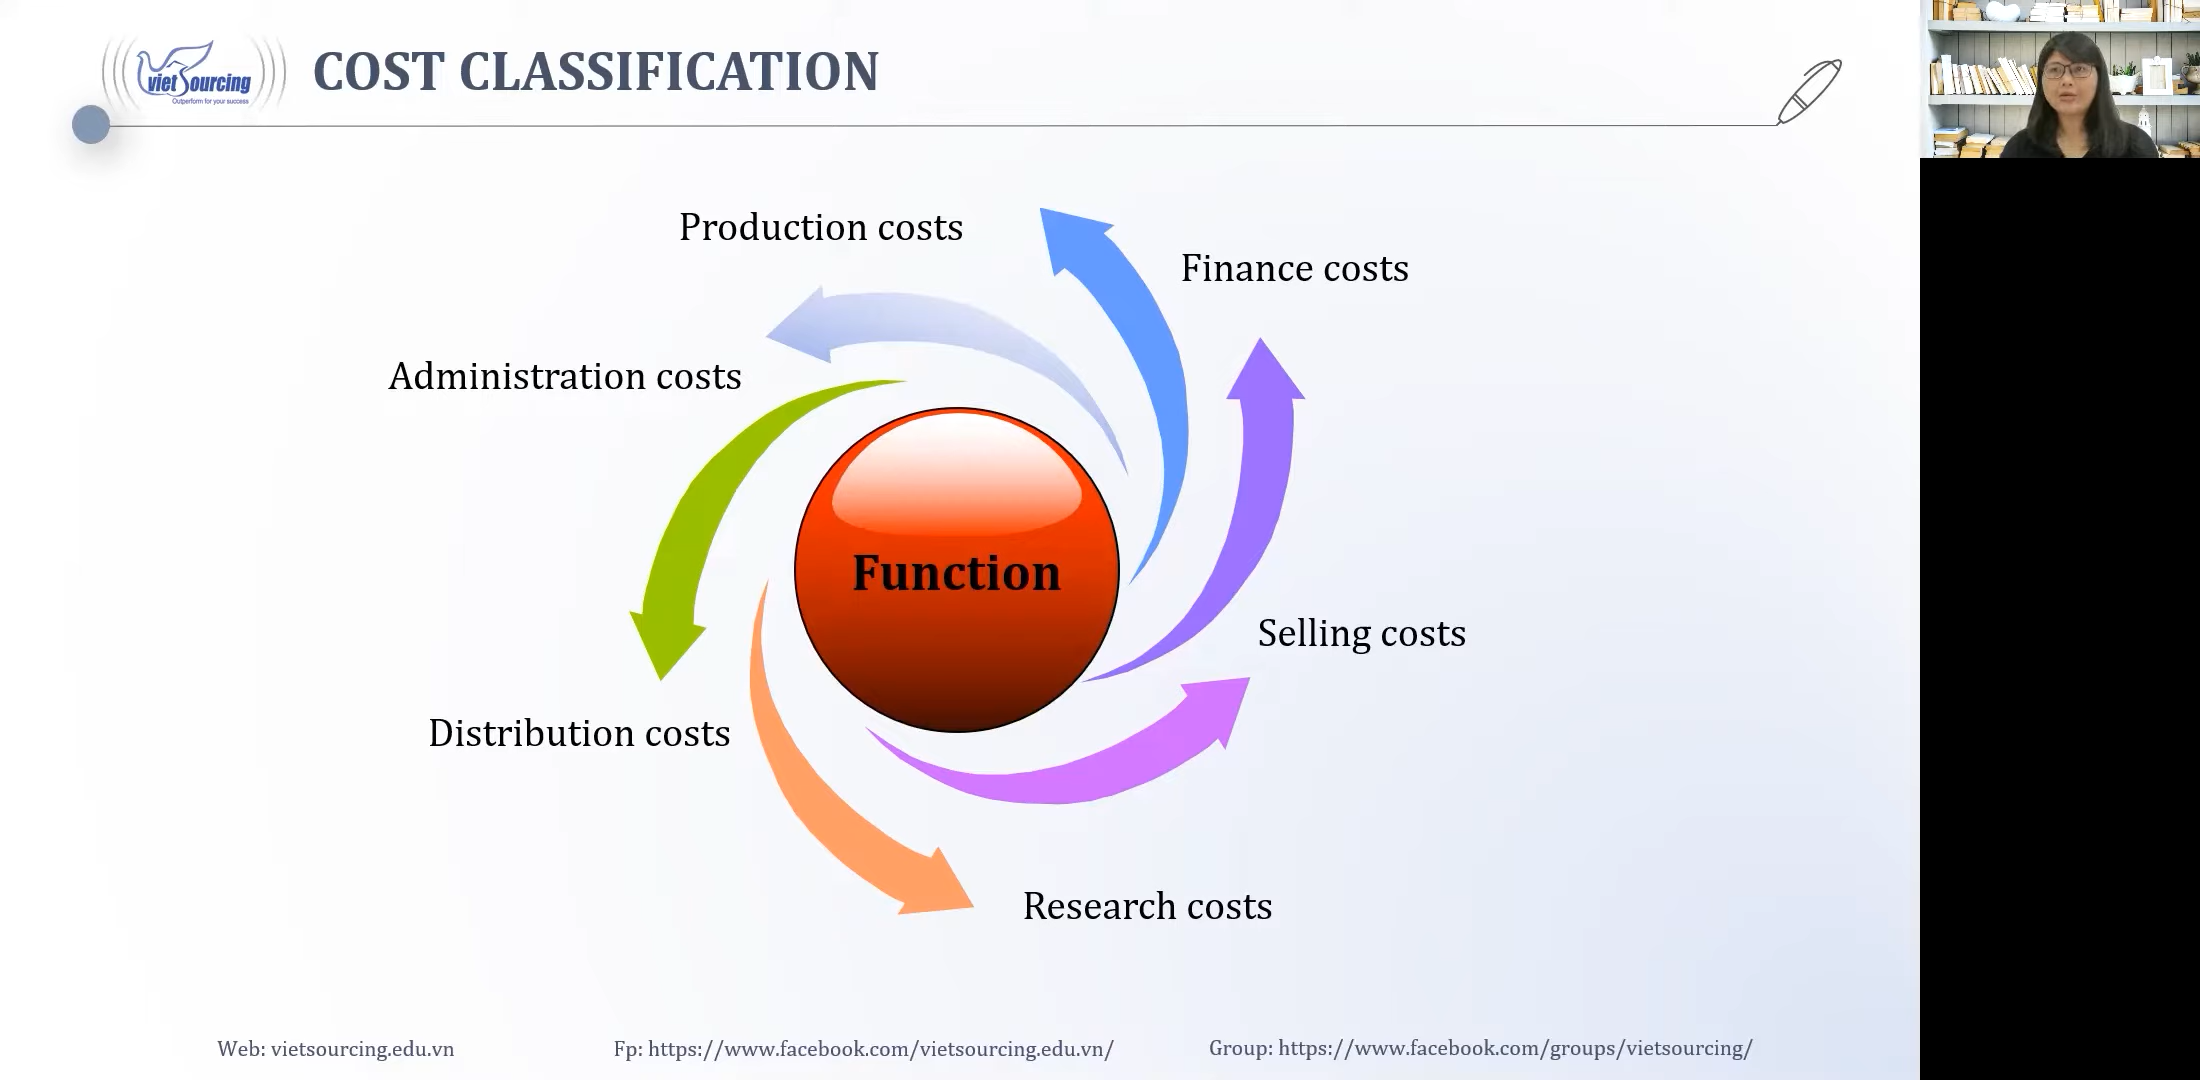 viet Sourcing
Outperform for your success
COST CLASSIFICATION
Production costs
Finance costs
Administration costs
Function
Selling costs
Distribution costs
Research costs
Web: vietsourcing.edu.vn
Fp: https://www.facebook.com/vietsourcing.edu.vn/
Group: https://www.facebook.com/groups/vietsourcing/